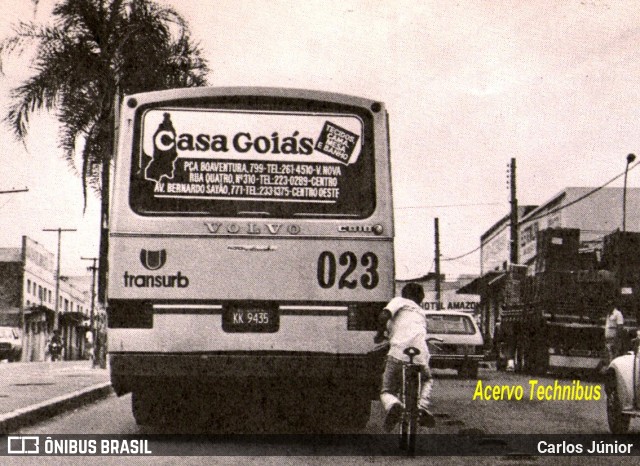 Casa Goiás
TECIDOS,
CAMA,
MESA
E BANHO
PÇA BOAVENTURA, 799-TEL:261-4510-V. NOVA
RUA QUATRO, Nº310-TEL:223-0289-CENTRO
AV. BERNARDO SAYÃO, 771-TEL:233-1375-CENTRO OESTE
VOLVO
CAIO
transurb
023
KK 9435
HOTEL AMAZON
Acervo Technibus
ÔNIBUS BRASIL
Carlos Júnior